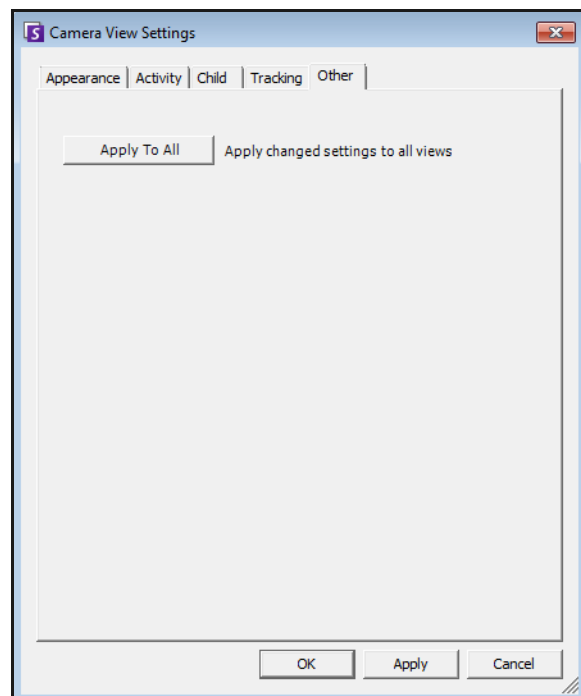 Camera View Settings
Appearance Activity Child Tracking Other
Apply To All Apply changed settings to all views
OK Apply Cancel